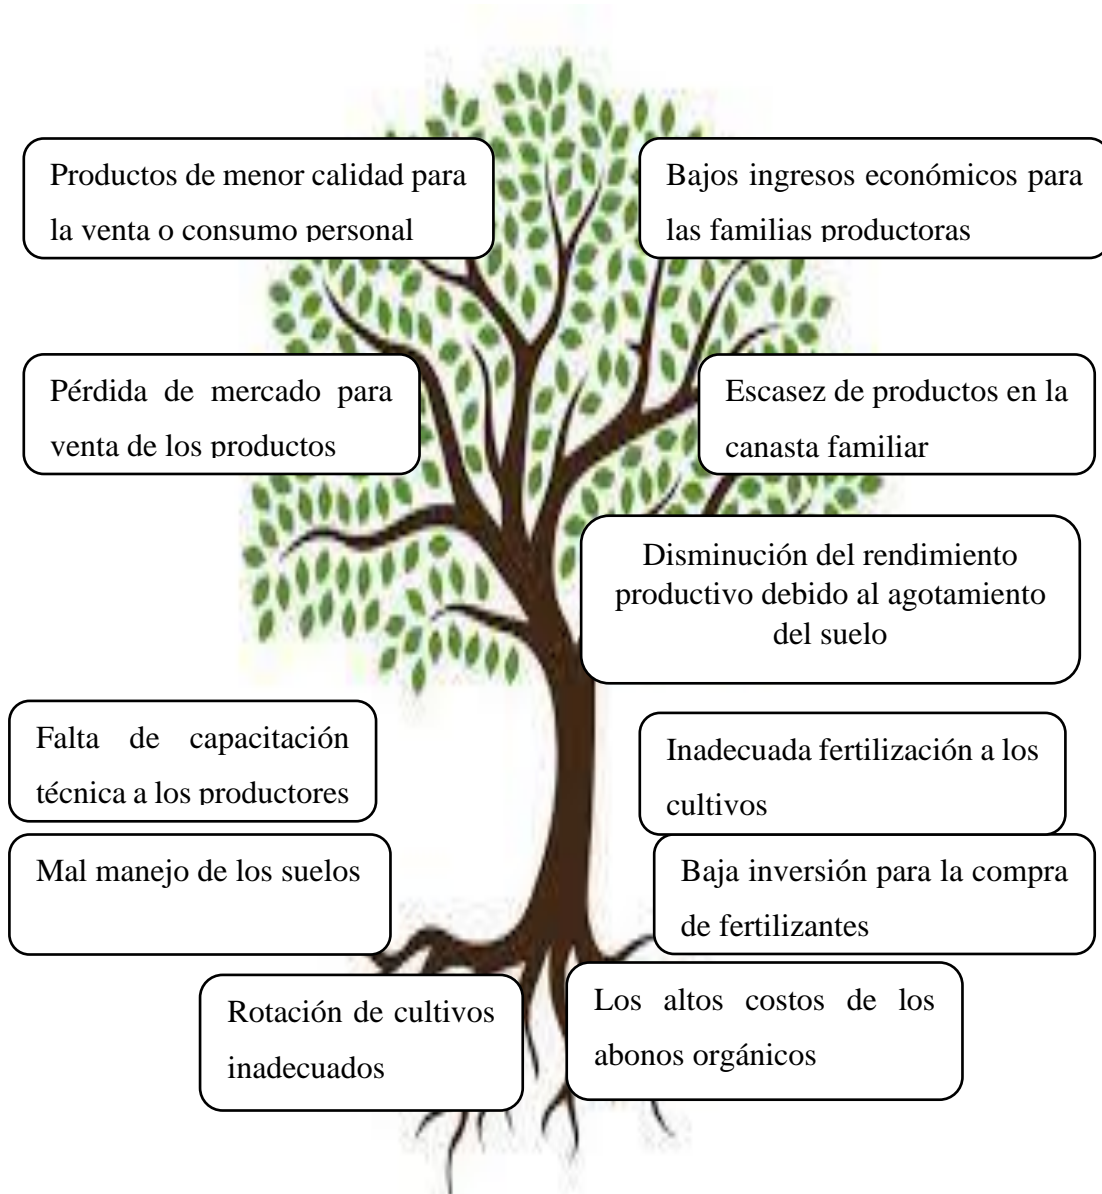 Productos de menor calidad para
la venta o consumo personal
Bajos ingresos económicos para
las familias productoras
Pérdida de mercado para
venta de los productos
Escasez de productos en la
canasta familiar
Disminución del rendimiento
productivo debido al agotamiento
del suelo
Falta de capacitación
técnica a los productores
Inadecuada fertilización a los
cultivos
Mal manejo de los suelos
Baja inversión para la compra
de fertilizantes
Rotación de cultivos
inadecuados
Los altos costos de los
abonos orgánicos